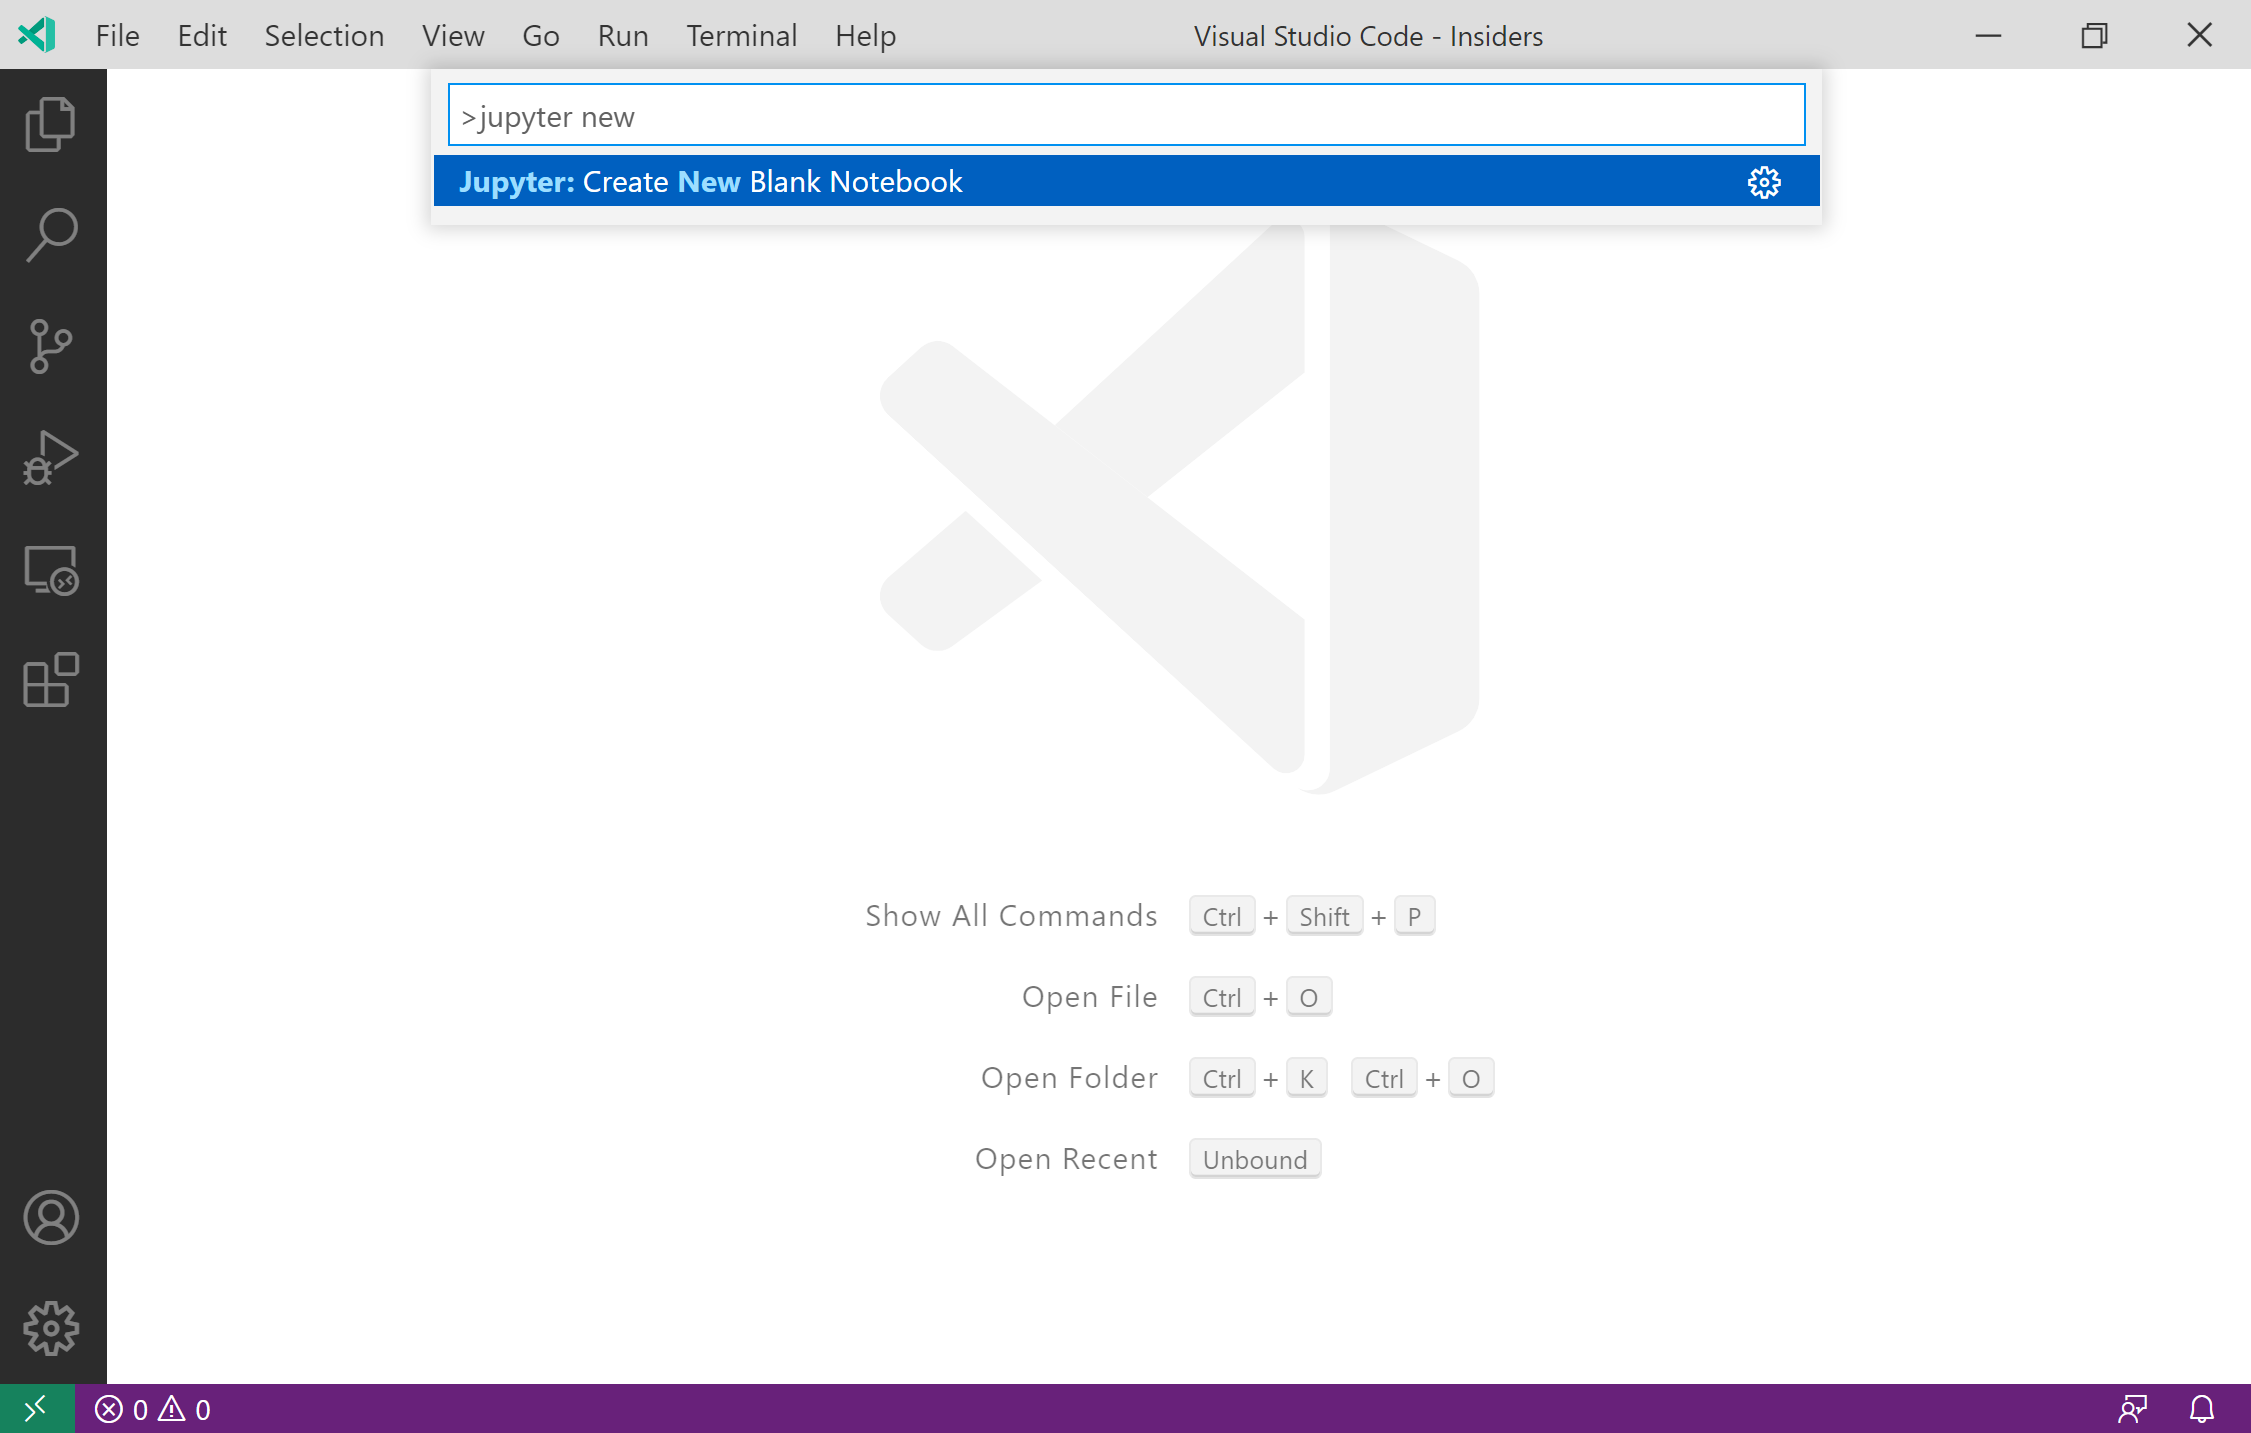 File Edit Selection View Go Run Terminal Help Visual Studio Code - Insiders
>jupyter new
Jupyter: Create New Blank Notebook
Show All Commands Ctrl + Shift + P
Open File Ctrl + O
Open Folder Ctrl + K Ctrl + O
Open Recent Unbound
0 0